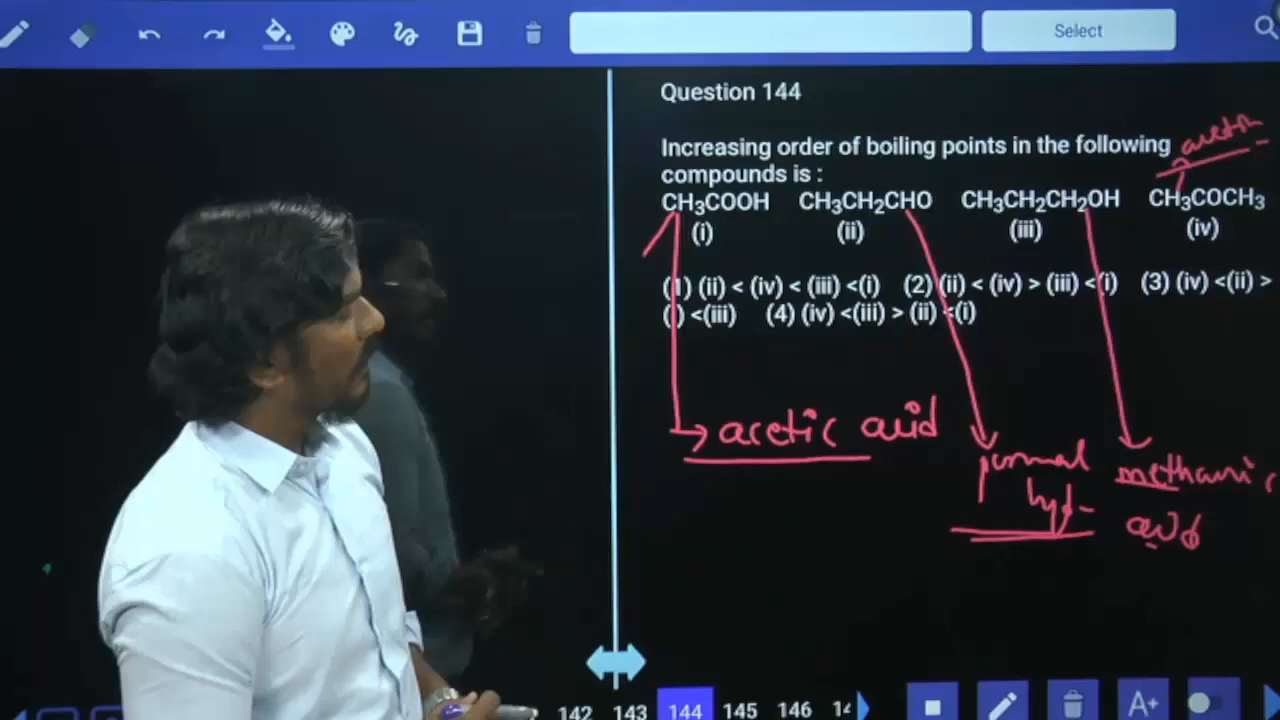 Select
Question 144
Increasing order of boiling points in the following
compounds is :
CH₃COOH CH₃CH₂CHO CH₃CH₂CH₂OH CH₃COCH₃
(i) (ii) (iii) (iv)
(1) (ii) < (iv) < (iii) <(i) (2) (ii) < (iv) > (iii) <(i) (3) (iv) <(ii) >
(i) <(iii) (4) (iv) <(iii) > (ii) <(i)
acetic acid
hyd-
142 143 144 145 146
A+